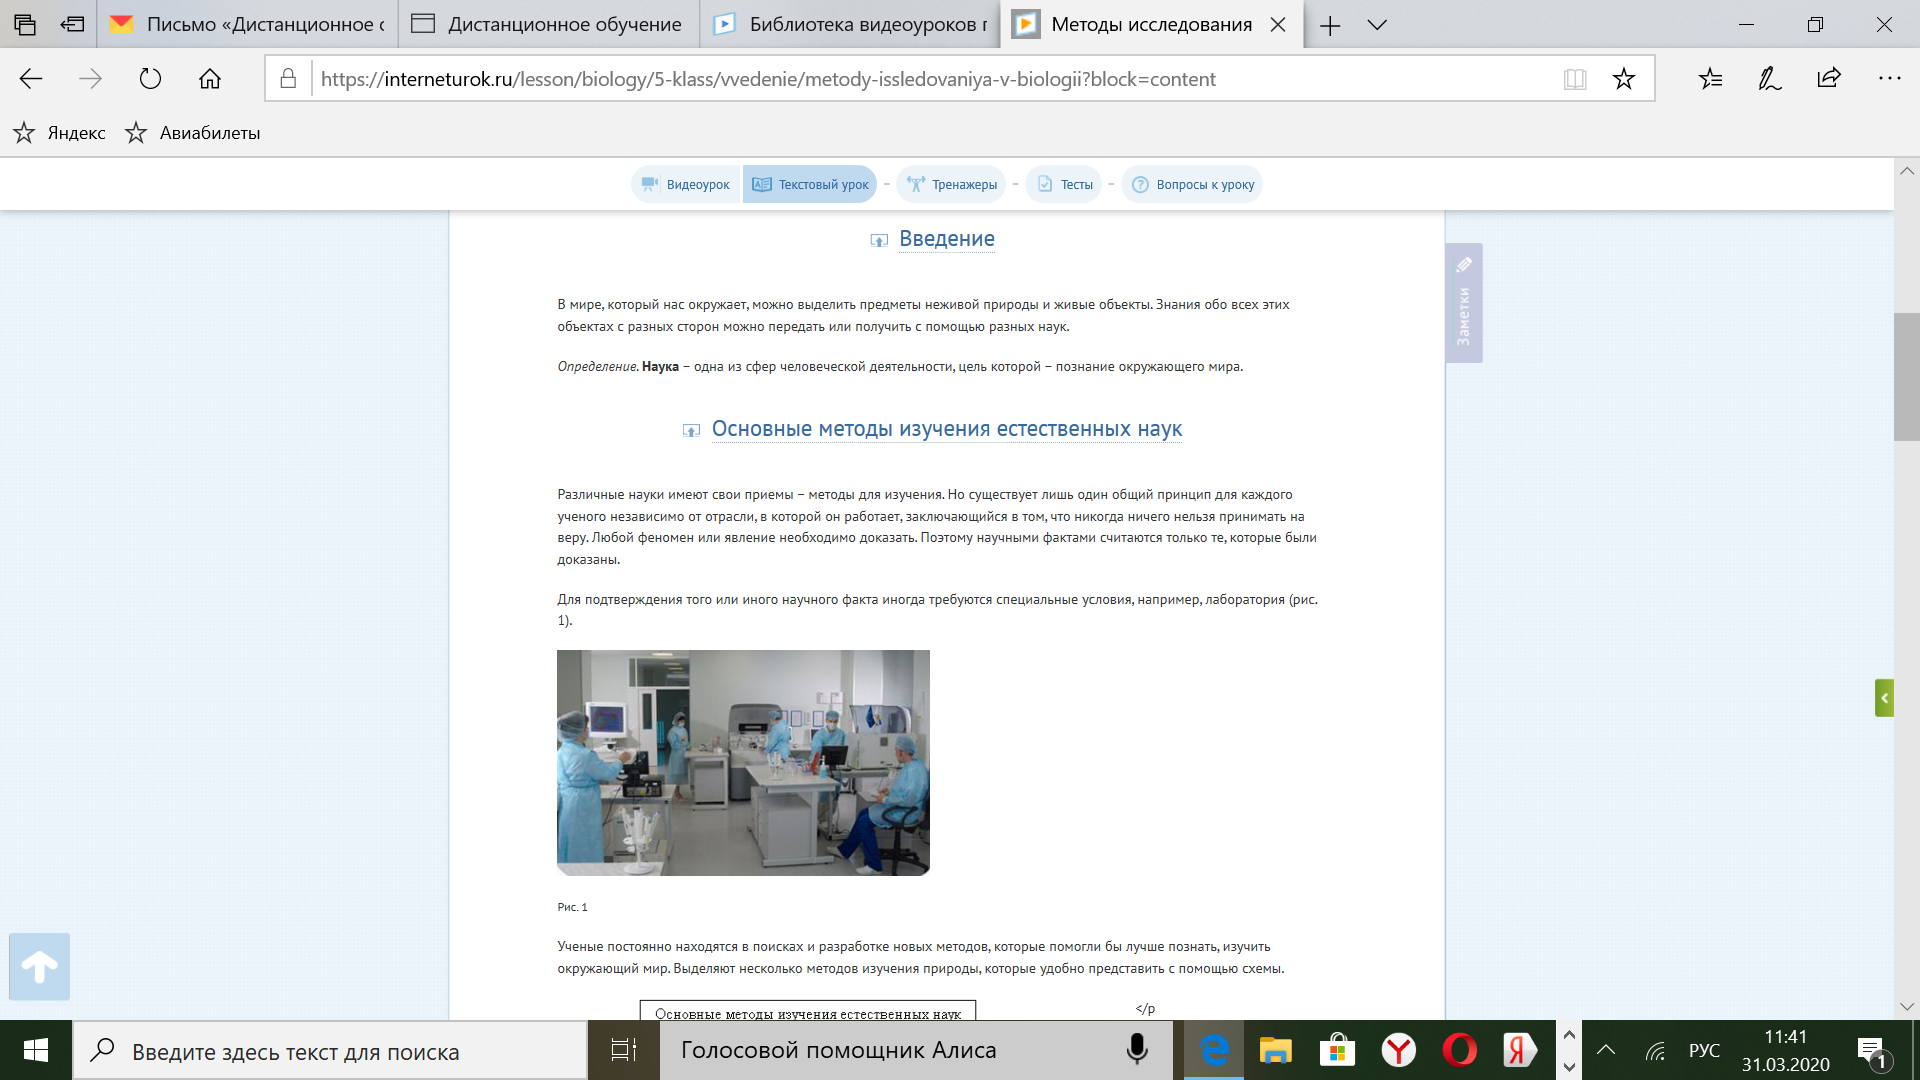 Письмо «Дистанционное с
Дистанционное обучение
Библиотека видеоуроков п
Методы исследования
https://interneturok.ru/lesson/biology/5-klass/vvedenie/metody-issledovaniya-v-biologii?block=content
Яндекс
Авиабилеты
Видеоурок
Текстовый урок
Тренажеры
Тесты
Вопросы к уроку
Введение
В мире, который нас окружает, можно выделить предметы неживой природы и живые объекты. Знания обо всех этих
объектах с разных сторон можно передать или получить с помощью разных наук.
Определение. Наука – одна из сфер человеческой деятельности, цель которой – познание окружающего мира.
Заметки
Основные методы изучения естественных наук
Различные науки имеют свои приемы – методы для изучения. Но существует лишь один общий принцип для каждого
ученого независимо от отрасли, в которой он работает, заключающийся в том, что никогда ничего нельзя принимать на
веру. Любой феномен или явление необходимо доказать. Поэтому научными фактами считаются только те, которые были
доказаны.
Для подтверждения того или иного научного факта иногда требуются специальные условия, например, лаборатория (рис.
1).
Рис. 1
Ученые постоянно находятся в поисках и разработке новых методов, которые помогли бы лучше познать, изучить
окружающий мир. Выделяют несколько методов изучения природы, которые удобно представить с помощью схемы.
Основные методы изучения естественных наук
</p
Введите здесь текст для поиска
Голосовой помощник Алиса
РУС
11:41
31.03.2020
1